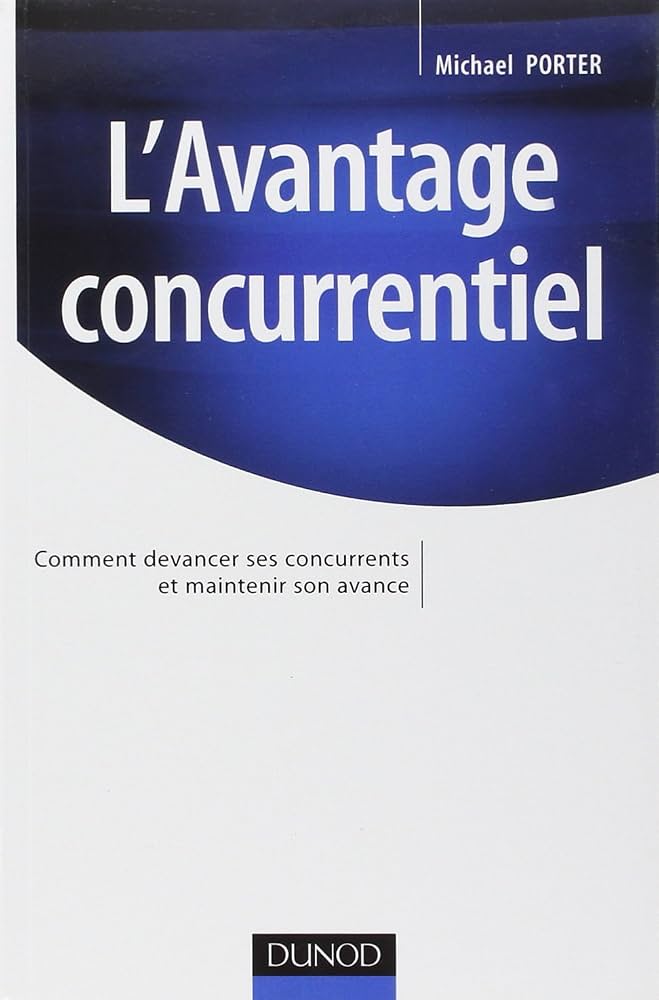 Michael PORTER
L'Avantage
concurrentiel
Comment devancer ses concurrents
et maintenir son avance
DUNOD